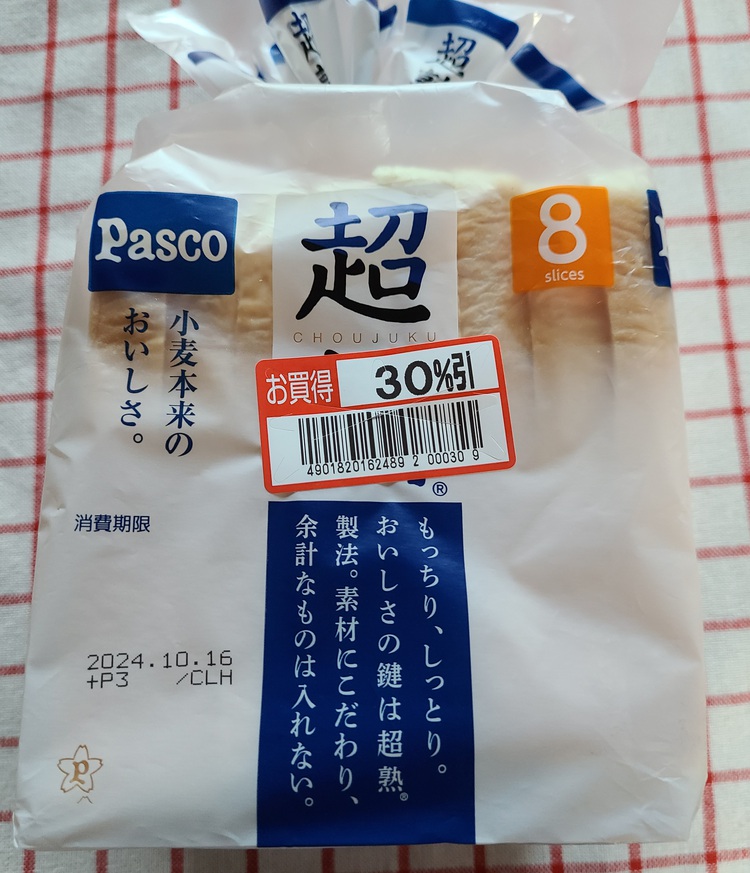 超
超
Pasco
超
CHOUJUKU
8
slices
小麦本来の
おいしさ。
お買得 30%引
4901820162489 2 00030 9
®
消費期限
2024.10.16
+P3 /CLH
もっちり、しっとり。
おいしさの鍵は超熟®
製法。素材にこだわり、
余計なものは入れない。
P